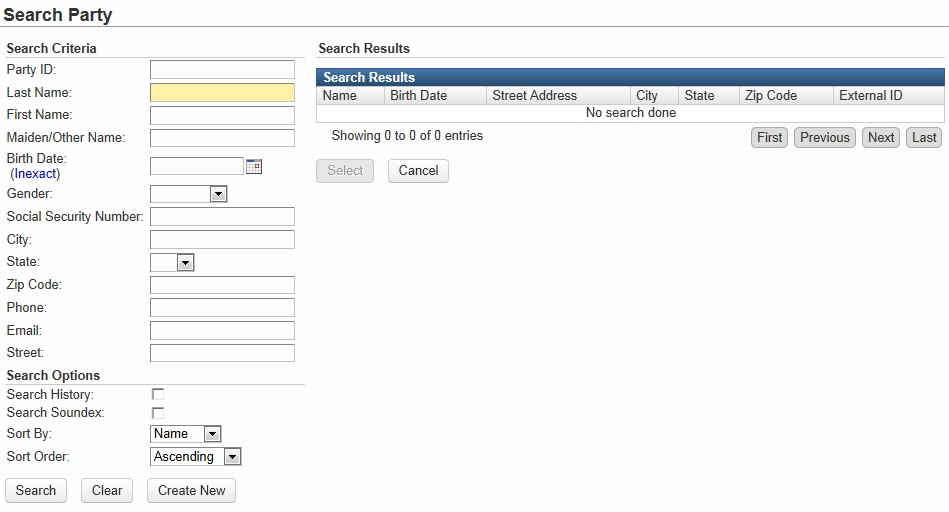 Search Party
Search Criteria
Party ID:
Last Name:
First Name:
Maiden/Other Name:
Birth Date:
(Inexact)
Gender:
Social Security Number:
City:
State:
Zip Code:
Phone:
Email:
Street:
Search Options
Search History:
Search Soundex:
Sort By: Name
Sort Order: Ascending
Search Clear Create New
Search Results
Search Results
Name Birth Date Street Address City State Zip Code External ID
No search done
Showing 0 to 0 of 0 entries First Previous Next Last
Select Cancel